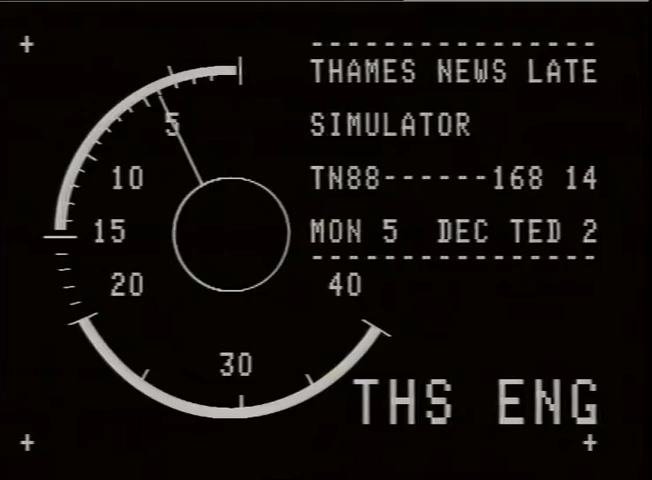 THAMES NEWS LATE
SIMULATOR
TN88------168 14
MON 5  DEC TED 2
5
10
15
20
30
40
THS ENG